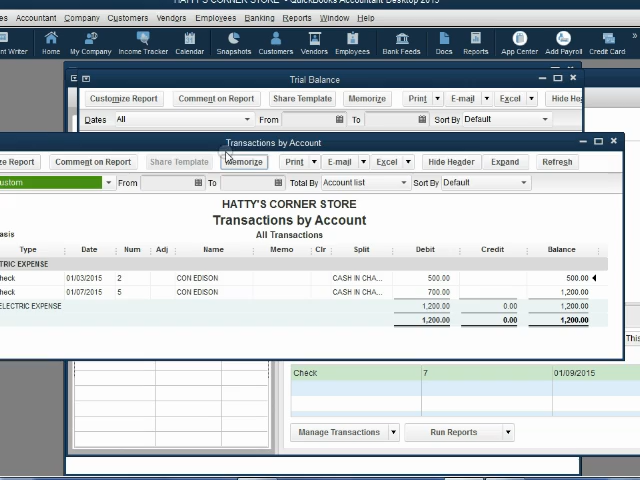 HATTY'S CORNER STORE - QuickBooks Accountant Desktop 2015
Accountant Company Customers Vendors Employees Banking Reports Window Help
nt Writer Home My Company Income Tracker Calendar Snapshots Customers Vendors Employees Bank Feeds Docs Reports App Center Add Payroll Credit Card »
Trial Balance
Customize Report Comment on Report Share Template Memorize Print E-mail Excel Hide Hea
Dates All From To Sort By Default
Transactions by Account
ze Report Comment on Report Share Template Memorize Print E-mail Excel Hide Header Expand Refresh
ustom From To Total By Account list Sort By Default
HATTY'S CORNER STORE
Transactions by Account
asis All Transactions
Type Date Num Adj Name Memo Clr Split Debit Credit Balance
TRIC EXPENSE
heck 01/03/2015 2 CON EDISON CASH IN CHA... 500.00 500.00
heck 01/07/2015 5 CON EDISON CASH IN CHA... 700.00 1,200.00
ELECTRIC EXPENSE 1,200.00 0.00 1,200.00
1,200.00 0.00 1,200.00
This
Check 7 01/09/2015
Manage Transactions Run Reports